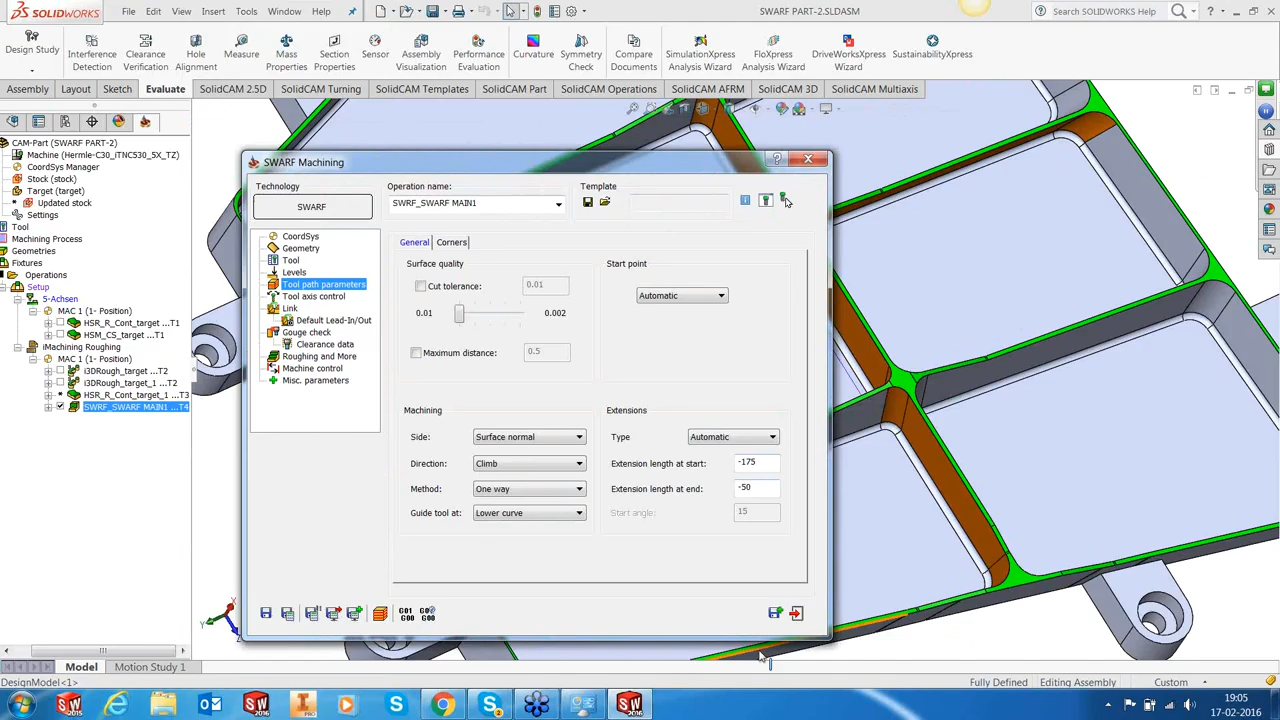 SOLIDWORKS
File
Edit
View
Insert
Tools
Window
Help
SWARF PART-2.SLDASM
Search SolidWorks Help
Design Study
Interference
Detection
Clearance
Verification
Hole
Alignment
Measure
Mass
Properties
Section
Properties
Sensor
Assembly
Visualization
Performance
Evaluation
Curvature
Symmetry
Check
Compare
Documents
SimulationXpress
Analysis Wizard
FloXpress
Analysis Wizard
DriveWorksXpress
Wizard
SustainabilityXpress
Assembly
Layout
Sketch
Evaluate
SolidCAM 2.5D
SolidCAM Turning
SolidCAM Templates
SolidCAM Part
SolidCAM Operations
SolidCAM AFRM
SolidCAM 3D
SolidCAM Multiaxis
CAM-Part (SWARF PART-2)
Machine (Hermle-C30_iTNC530_5X_TZ)
CoordSys Manager
Stock (stock)
Target (target)
Updated stock
Settings
Tool
Machining Process
Geometries
Fixtures
Operations
Setup
5-Achsen
MAC 1 (1- Position)
HSR_R_Cont_target ...T1
HSM_CS_target ...T1
iMachining Roughing
MAC 1 (1- Position)
i3DRough_target ...T2
i3DRough_target_1 ...T2
HSR_R_Cont_target_1 ...T3
SWRF_SWARF MAIN1 ...T4
SWARF Machining
Technology
SWARF
Operation name:
SWRF_SWARF MAIN1
Template
CoordSys
Geometry
Tool
Levels
Tool path parameters
Tool axis control
Link
Default Lead-In/Out
Gouge check
Clearance data
Roughing and More
Machine control
Misc. parameters
General
Corners
Surface quality
Cut tolerance:
0.01
0.01
0.002
Maximum distance:
0.5
Start point
Automatic
Machining
Side:
Surface normal
Direction:
Climb
Method:
One way
Guide tool at:
Lower curve
Extensions
Type
Automatic
Extension length at start:
-175
Extension length at end:
-50
Start angle:
15
G01
G00
G0?
G00
Model
Motion Study 1
DesignModel<1>
Fully Defined
Editing Assembly
Custom
19:05
17-02-2016